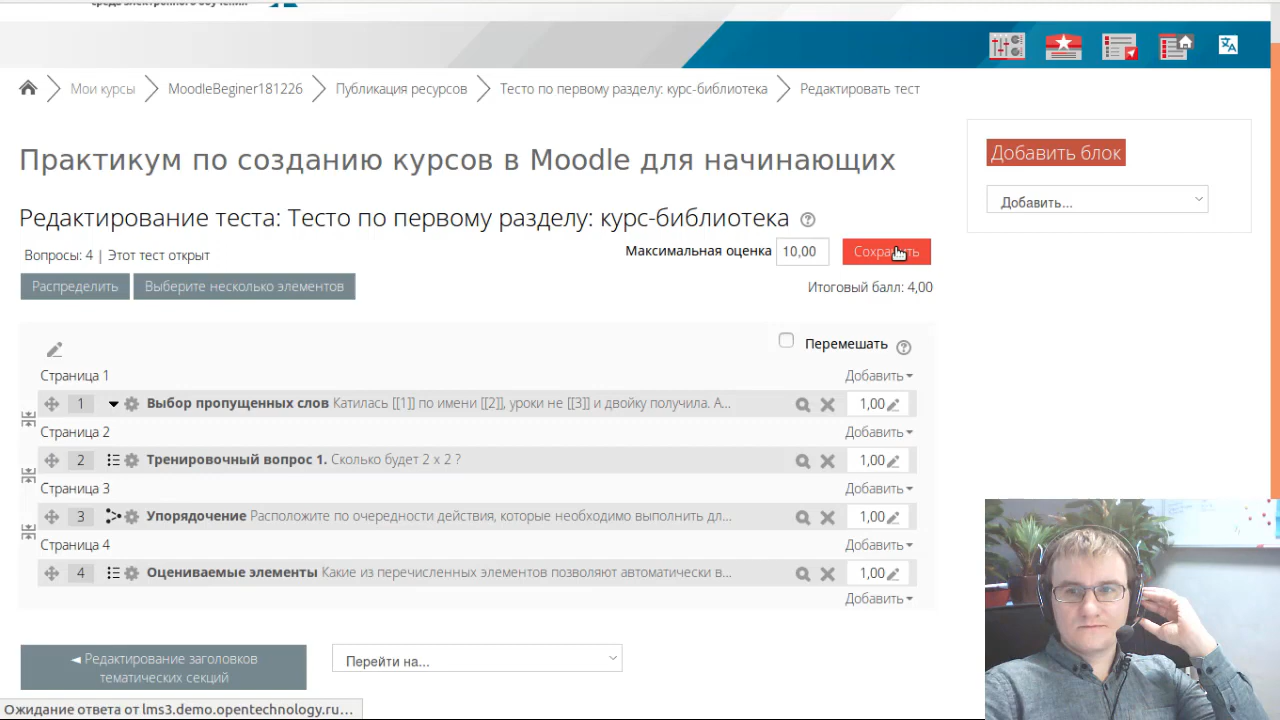 среда электронного обучения
Мои курсы MoodleBeginer181226 Публикация ресурсов Тесто по первому разделу: курс-библиотека Редактировать тест
Практикум по созданию курсов в Moodle для начинающих
Добавить блок
Добавить...
Редактирование теста: Тесто по первому разделу: курс-библиотека
Вопросы: 4 | Этот тест открыт
Максимальная оценка 10,00 Сохранить
Распределить Выберите несколько элементов
Итоговый балл: 4,00
Перемешать
Страница 1 Добавить
1 Выбор пропущенных слов Катилась [[1]] по имени [[2]], уроки не [[3]] и двойку получила. А... 1,00
Страница 2 Добавить
2 Тренировочный вопрос 1. Сколько будет 2 x 2 ? 1,00
Страница 3 Добавить
3 Упорядочение Расположите по очередности действия, которые необходимо выполнить дл... 1,00
Страница 4 Добавить
4 Оцениваемые элементы Какие из перечисленных элементов позволяют автоматически в... 1,00
Добавить
◄ Редактирование заголовков
тематических секций
Перейти на...
Ожидание ответа от lms3.demo.opentechnology.ru...